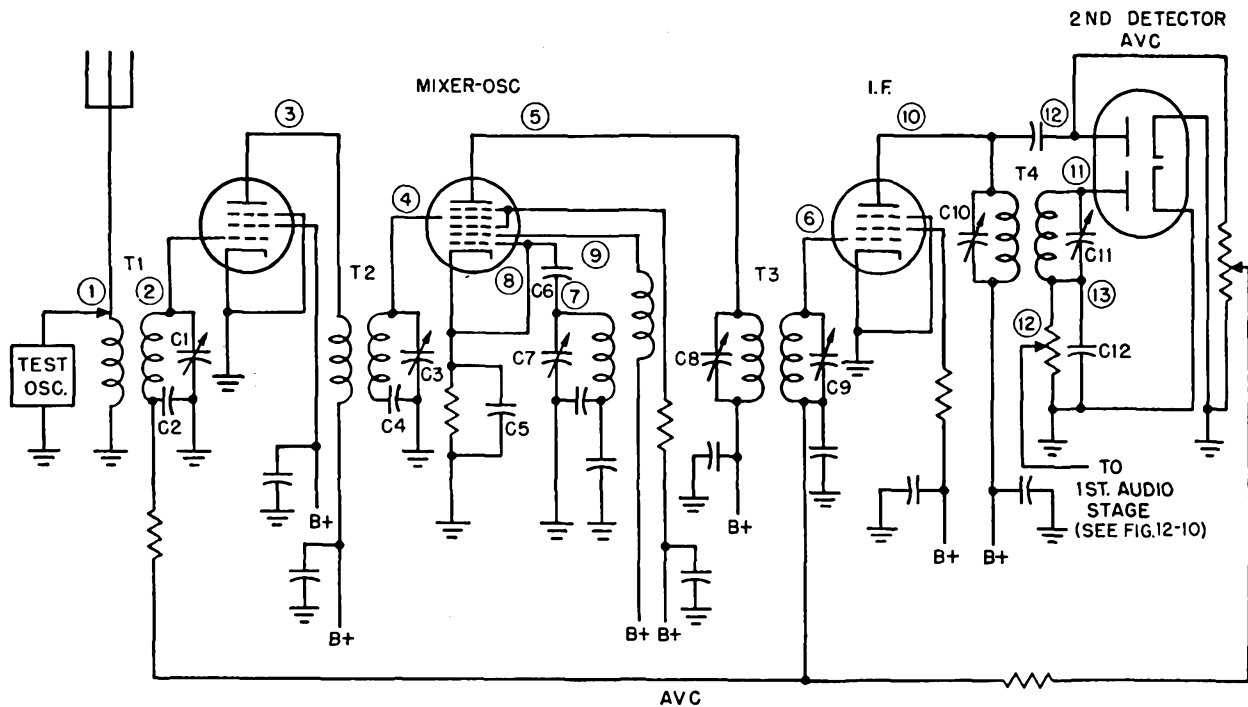 2ND DETECTOR
AVC
MIXER-OSC
I.F.
3
5
10
12
T4
11
4
6
C10
C11
1
T1
2
T2
8
C6
9
7
T3
13
TEST
OSC.
C1
C3
C7
C8
C9
12
C12
C2
C4
C5
TO
1ST. AUDIO
STAGE
(SEE FIG.12-10)
B+
B+
B+
B+
B+
B+ B+
AVC